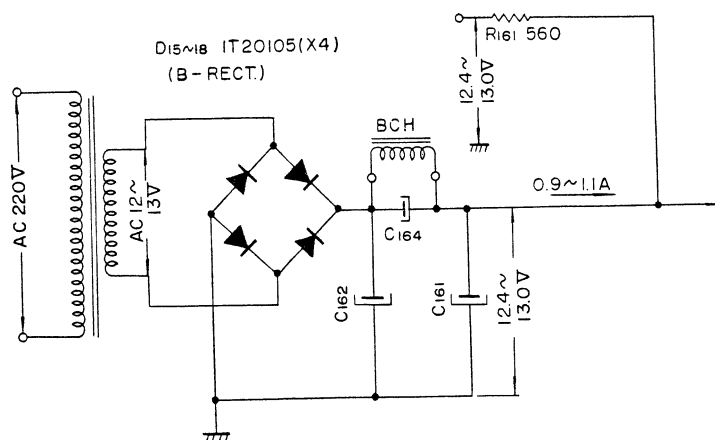 D15~18 IT20105(X4)
(B-RECT.)
R161 560
12.4~
13.0V
BCH
AC 220V
AC 12~
13V
0.9~1.1A
C164
C162
C161
12.4~
13.0V